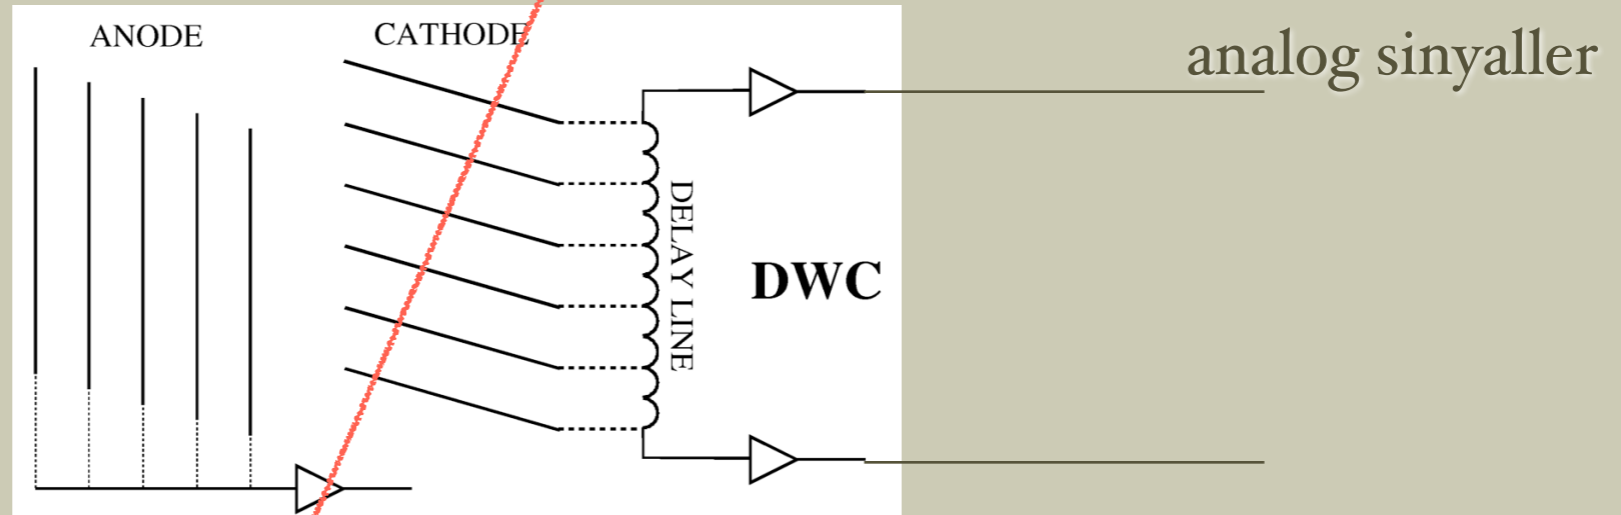 ANODE
CATHODE
analog sinyaller
DELAY LINE
DWC